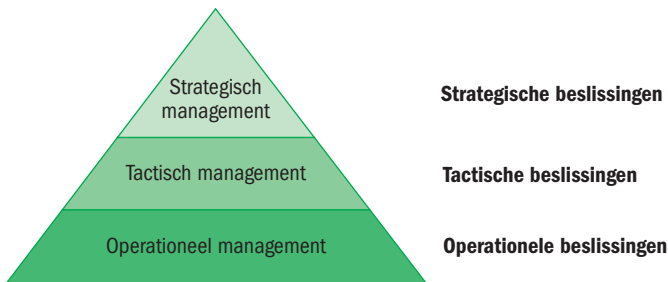 Strategisch
management
Strategische beslissingen
Tactisch management
Tactische beslissingen
Operationeel management
Operationele beslissingen